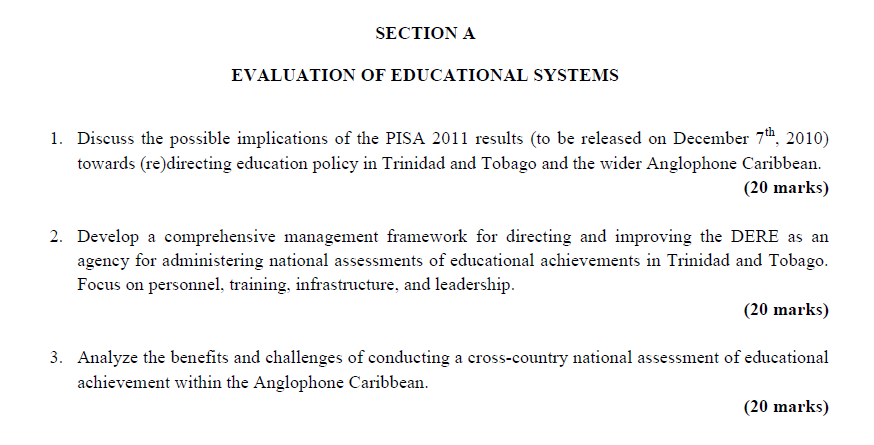 SECTION A
EVALUATION OF EDUCATIONAL SYSTEMS
1. Discuss the possible implications of the PISA 2011 results (to be released on December 7th, 2010)
towards (re)directing education policy in Trinidad and Tobago and the wider Anglophone Caribbean.
(20 marks)
2. Develop a comprehensive management framework for directing and improving the DERE as an
agency for administering national assessments of educational achievements in Trinidad and Tobago.
Focus on personnel, training, infrastructure, and leadership.
(20 marks)
3. Analyze the benefits and challenges of conducting a cross-country national assessment of educational
achievement within the Anglophone Caribbean.
(20 marks)